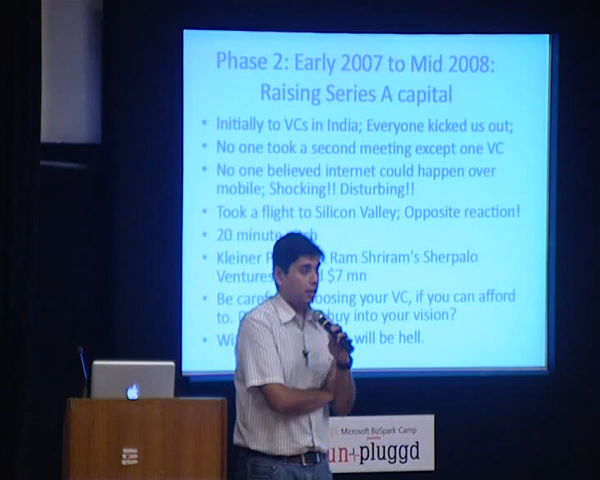 Phase 2: Early 2007 to Mid 2008:
Raising Series A capital
• Initially to VCs in India; Everyone kicked us out;
• No one took a second meeting except one VC
• No one believed internet could happen over
mobile; Shocking!! Disturbing!!
• Took a flight to Silicon Valley; Opposite reaction!
• 20 minute pitch
• Kleiner Ram Shriram's Sherpalo
Ventures $7 mn
• Be your VC, if you can afford
to. buy into your vision?
• will be hell.
Microsoft BizSpark Camp
un+pluggd